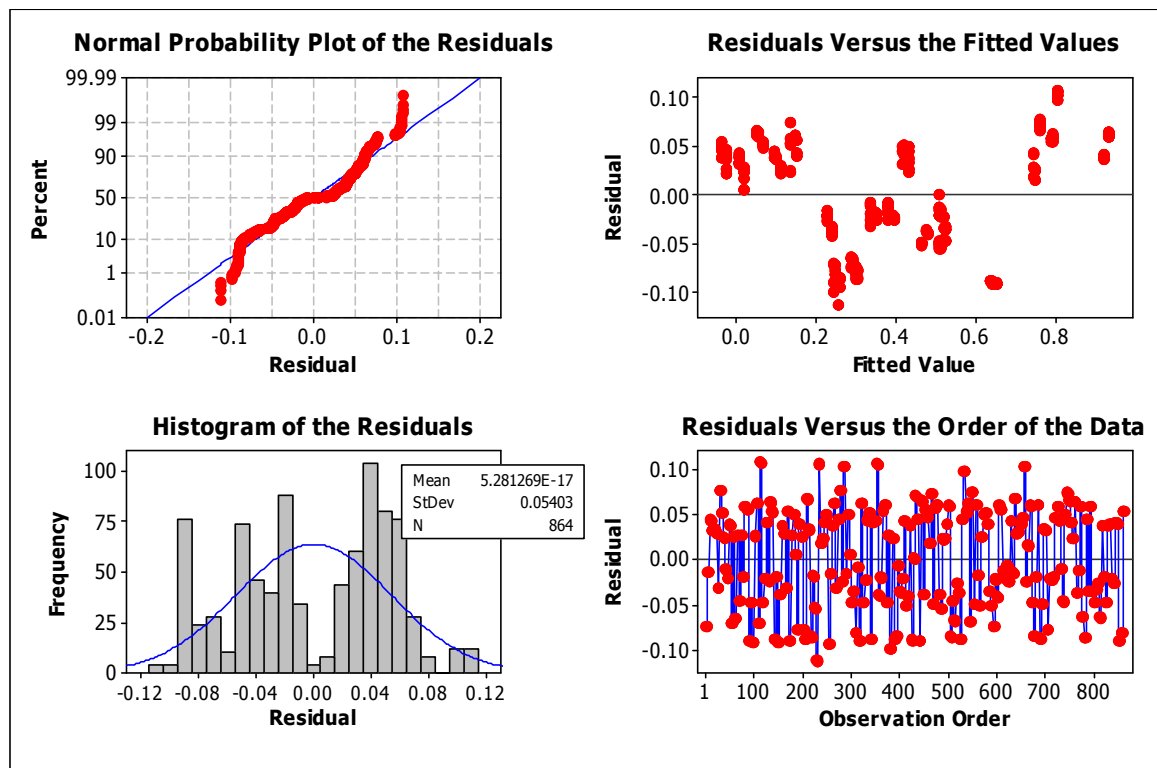 Normal Probability Plot of the Residuals
99.99
99
90
50
10
1
0.01
Percent
-0.2 -0.1 0.0 0.1 0.2
Residual
Residuals Versus the Fitted Values
0.10
0.05
0.00
-0.05
-0.10
Residual
0.0 0.2 0.4 0.6 0.8
Fitted Value
Histogram of the Residuals
100
75
50
25
0
Frequency
Mean 5.281269E-17
StDev 0.05403
N 864
-0.12 -0.08 -0.04 0.00 0.04 0.08 0.12
Residual
Residuals Versus the Order of the Data
0.10
0.05
0.00
-0.05
-0.10
Residual
1 100 200 300 400 500 600 700 800
Observation Order